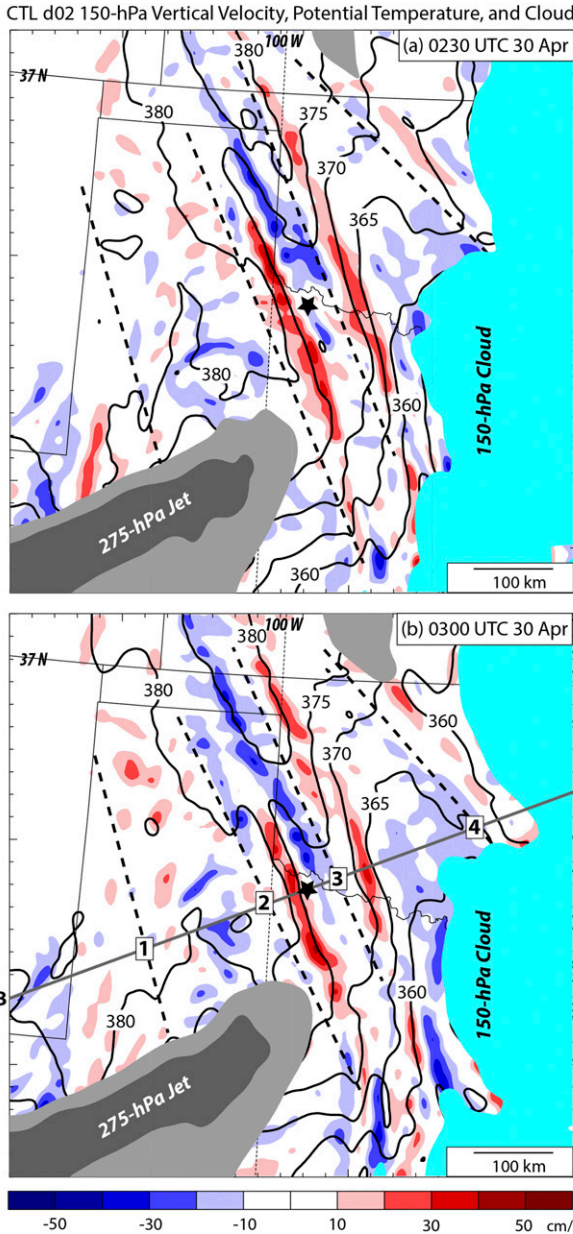 CTL d02 150-hPa Vertical Velocity, Potential Temperature, and Cloud
380
100 W
(a) 0230 UTC 30 Apr
37 N
380
375
370
365
380
360
150-hPa Cloud
275-hPa Jet
360
100 km
380
100 W
(b) 0300 UTC 30 Apr
37 N
380
375
360
370
365
4
3
2
1
3
380
360
150-hPa Cloud
275-hPa Jet
100 km
-50
-30
-10
10
30
50
cm/